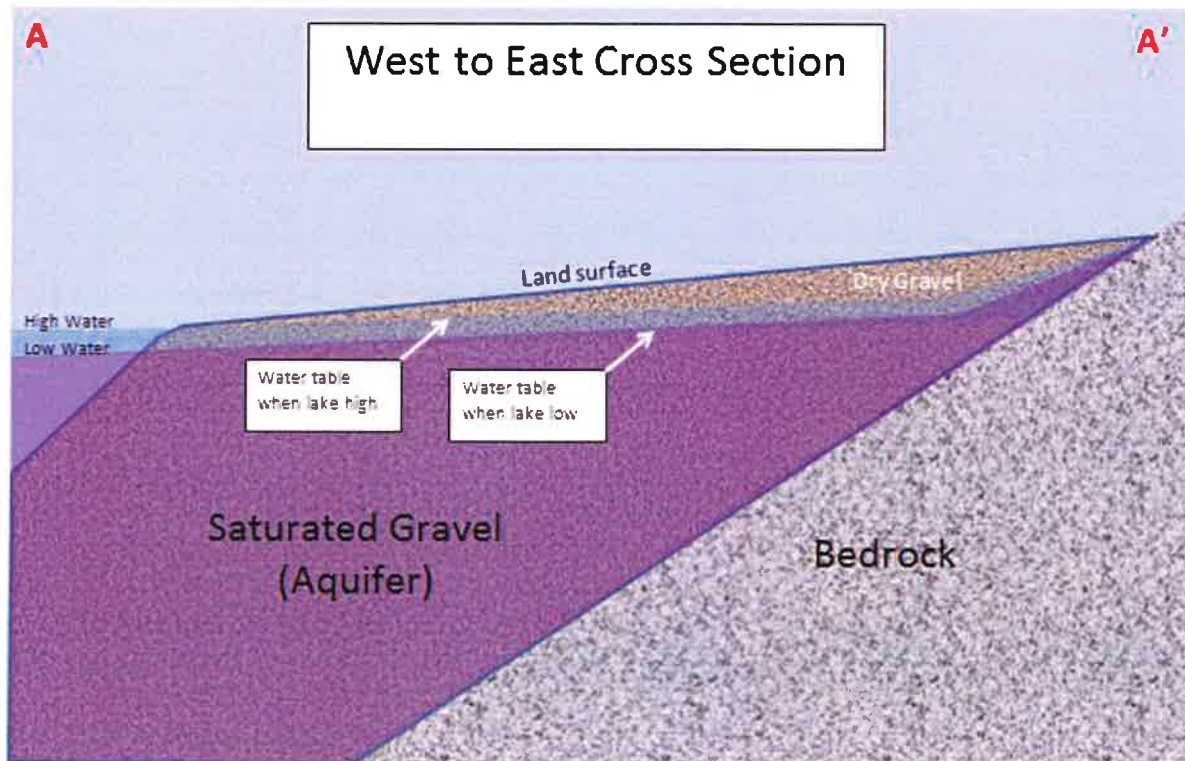 A
A'
West to East Cross Section
Land surface
Dry Gravel
High Water
Low Water
Water table
when lake high
Water table
when lake low
Saturated Gravel
(Aquifer)
Bedrock